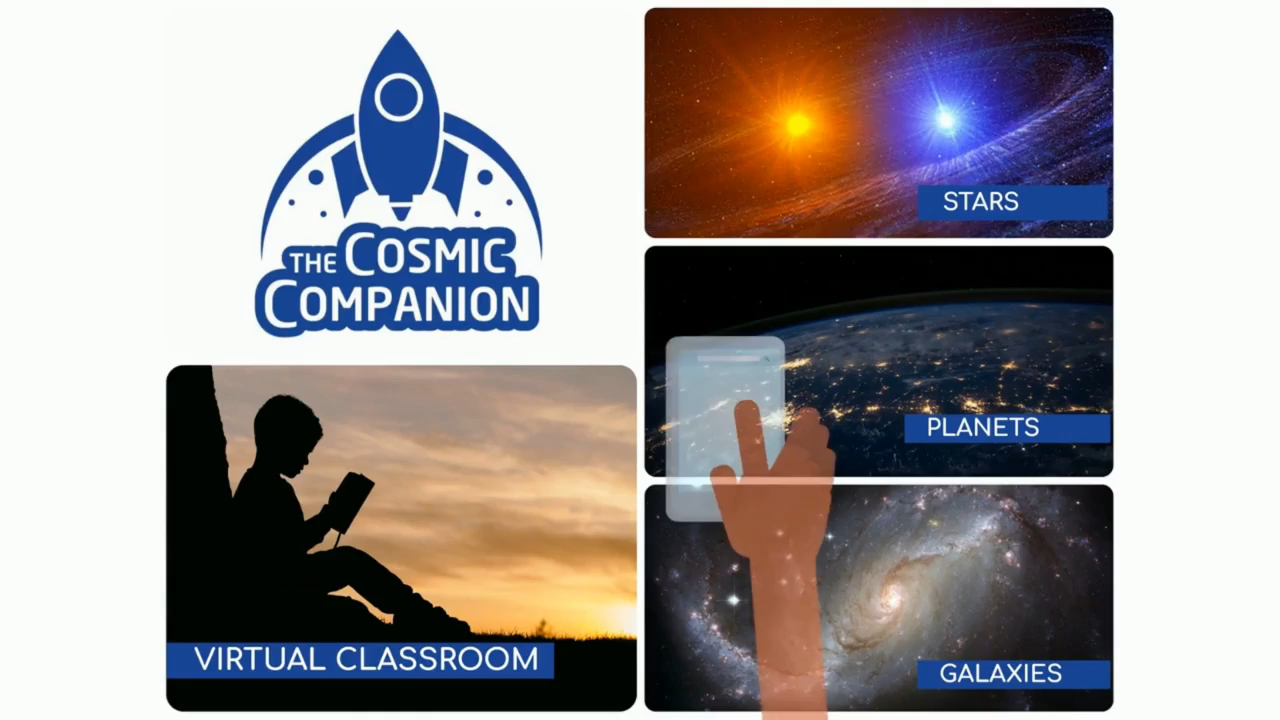 THE COSMIC
COMPANION
STARS
PLANETS
VIRTUAL CLASSROOM
GALAXIES